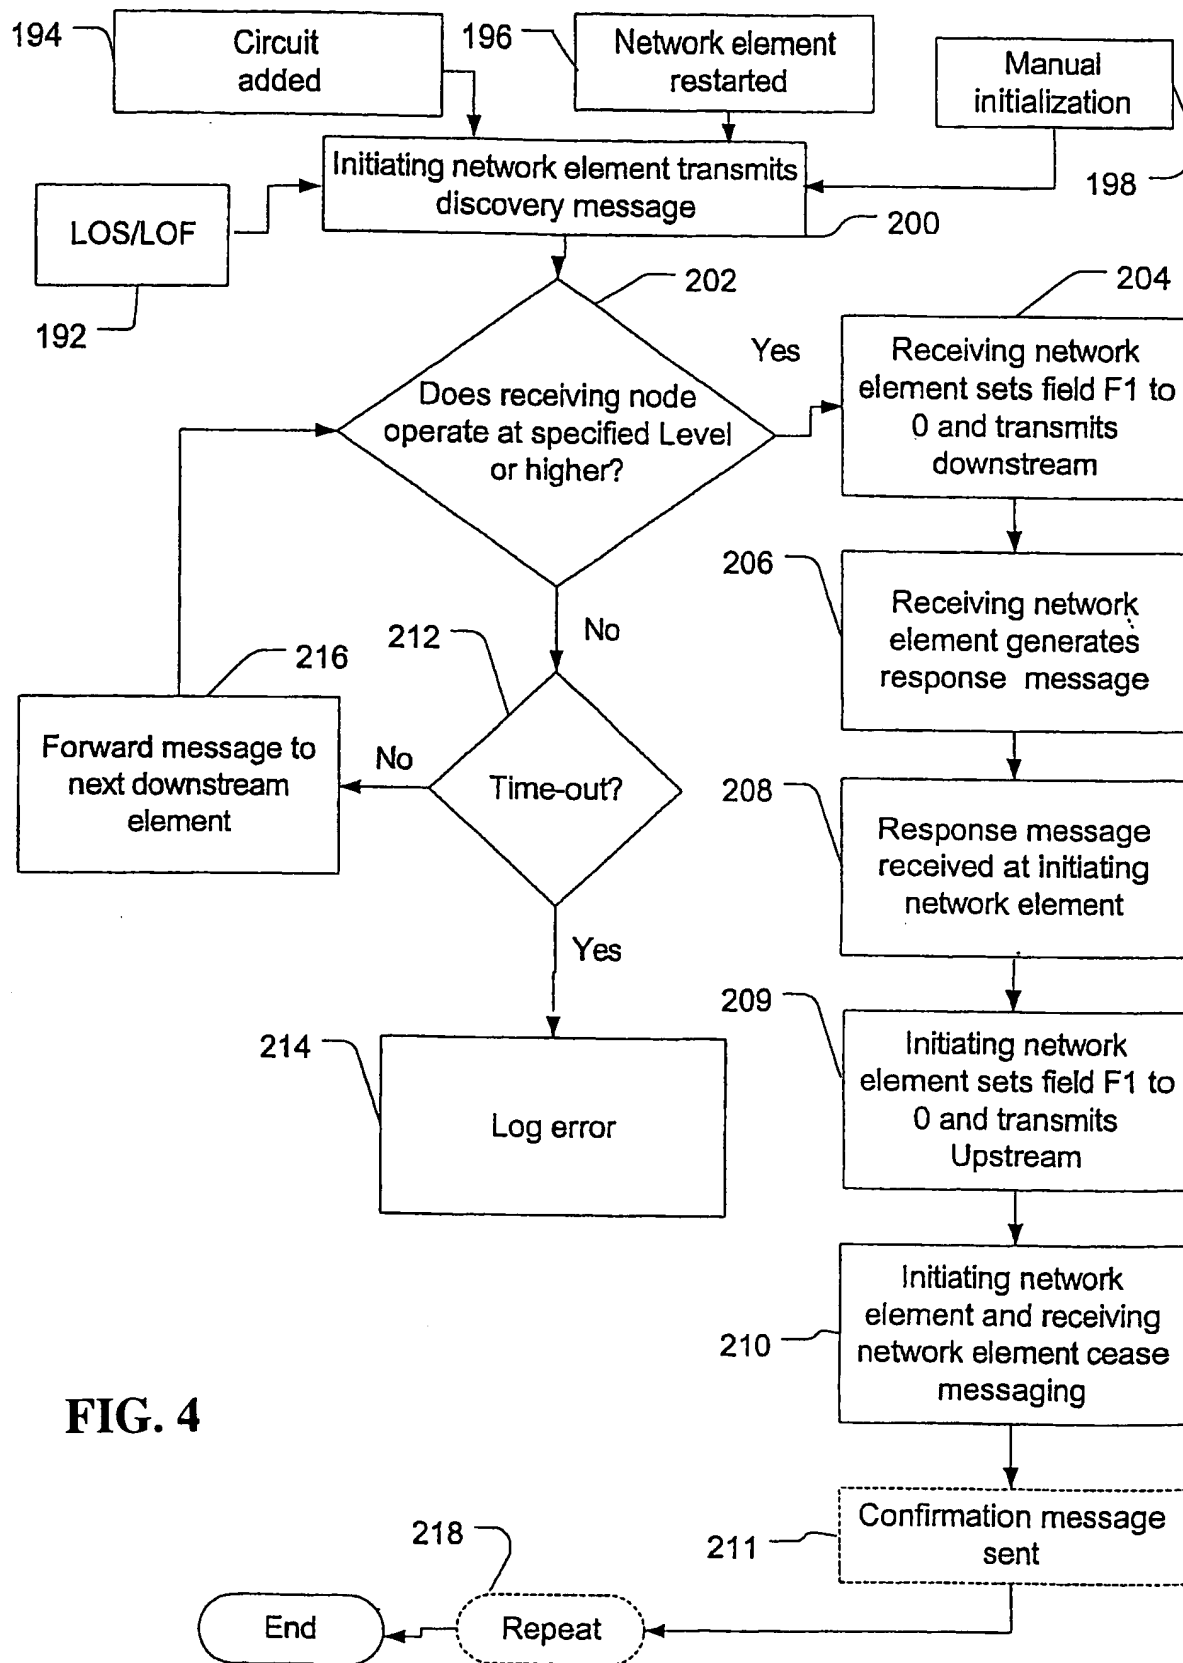 194
Circuit
added
196
Network element
restarted
Manual
initialization
198
Initiating network element transmits
discovery message
200
LOS/LOF
192
202
Does receiving node
operate at specified Level
or higher?
Yes
204
Receiving network
element sets field F1 to
0 and transmits
downstream
206
Receiving network
element generates
response message
No
212
216
Forward message to
next downstream
element
No
Time-out?
208
Response message
received at initiating
network element
Yes
214
Log error
209
Initiating network
element sets field F1 to
0 and transmits
Upstream
210
Initiating network
element and receiving
network element cease
messaging
FIG. 4
211
Confirmation message
sent
218
Repeat
End